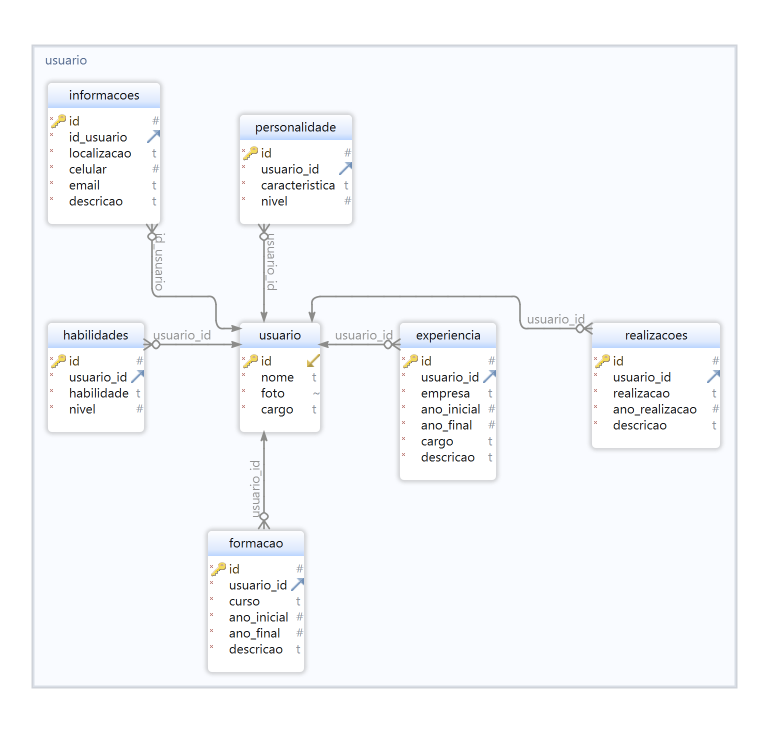 usuario
informacoes
id #
id_usuario
localizacao t
celular #
email t
descricao t
personalidade
id #
usuario_id
caracteristica t
nivel #
id_usuario
usuario_id
habilidades
id #
usuario_id
habilidade t
nivel #
usuario_id
usuario
id
nome t
foto ~
cargo t
usuario_id
experiencia
id #
usuario_id
empresa t
ano_inicial #
ano_final #
cargo t
descricao t
usuario_id
realizacoes
id #
usuario_id
realizacao t
ano_realizacao #
descricao t
usuario_id
formacao
id #
usuario_id
curso t
ano_inicial #
ano_final #
descricao t